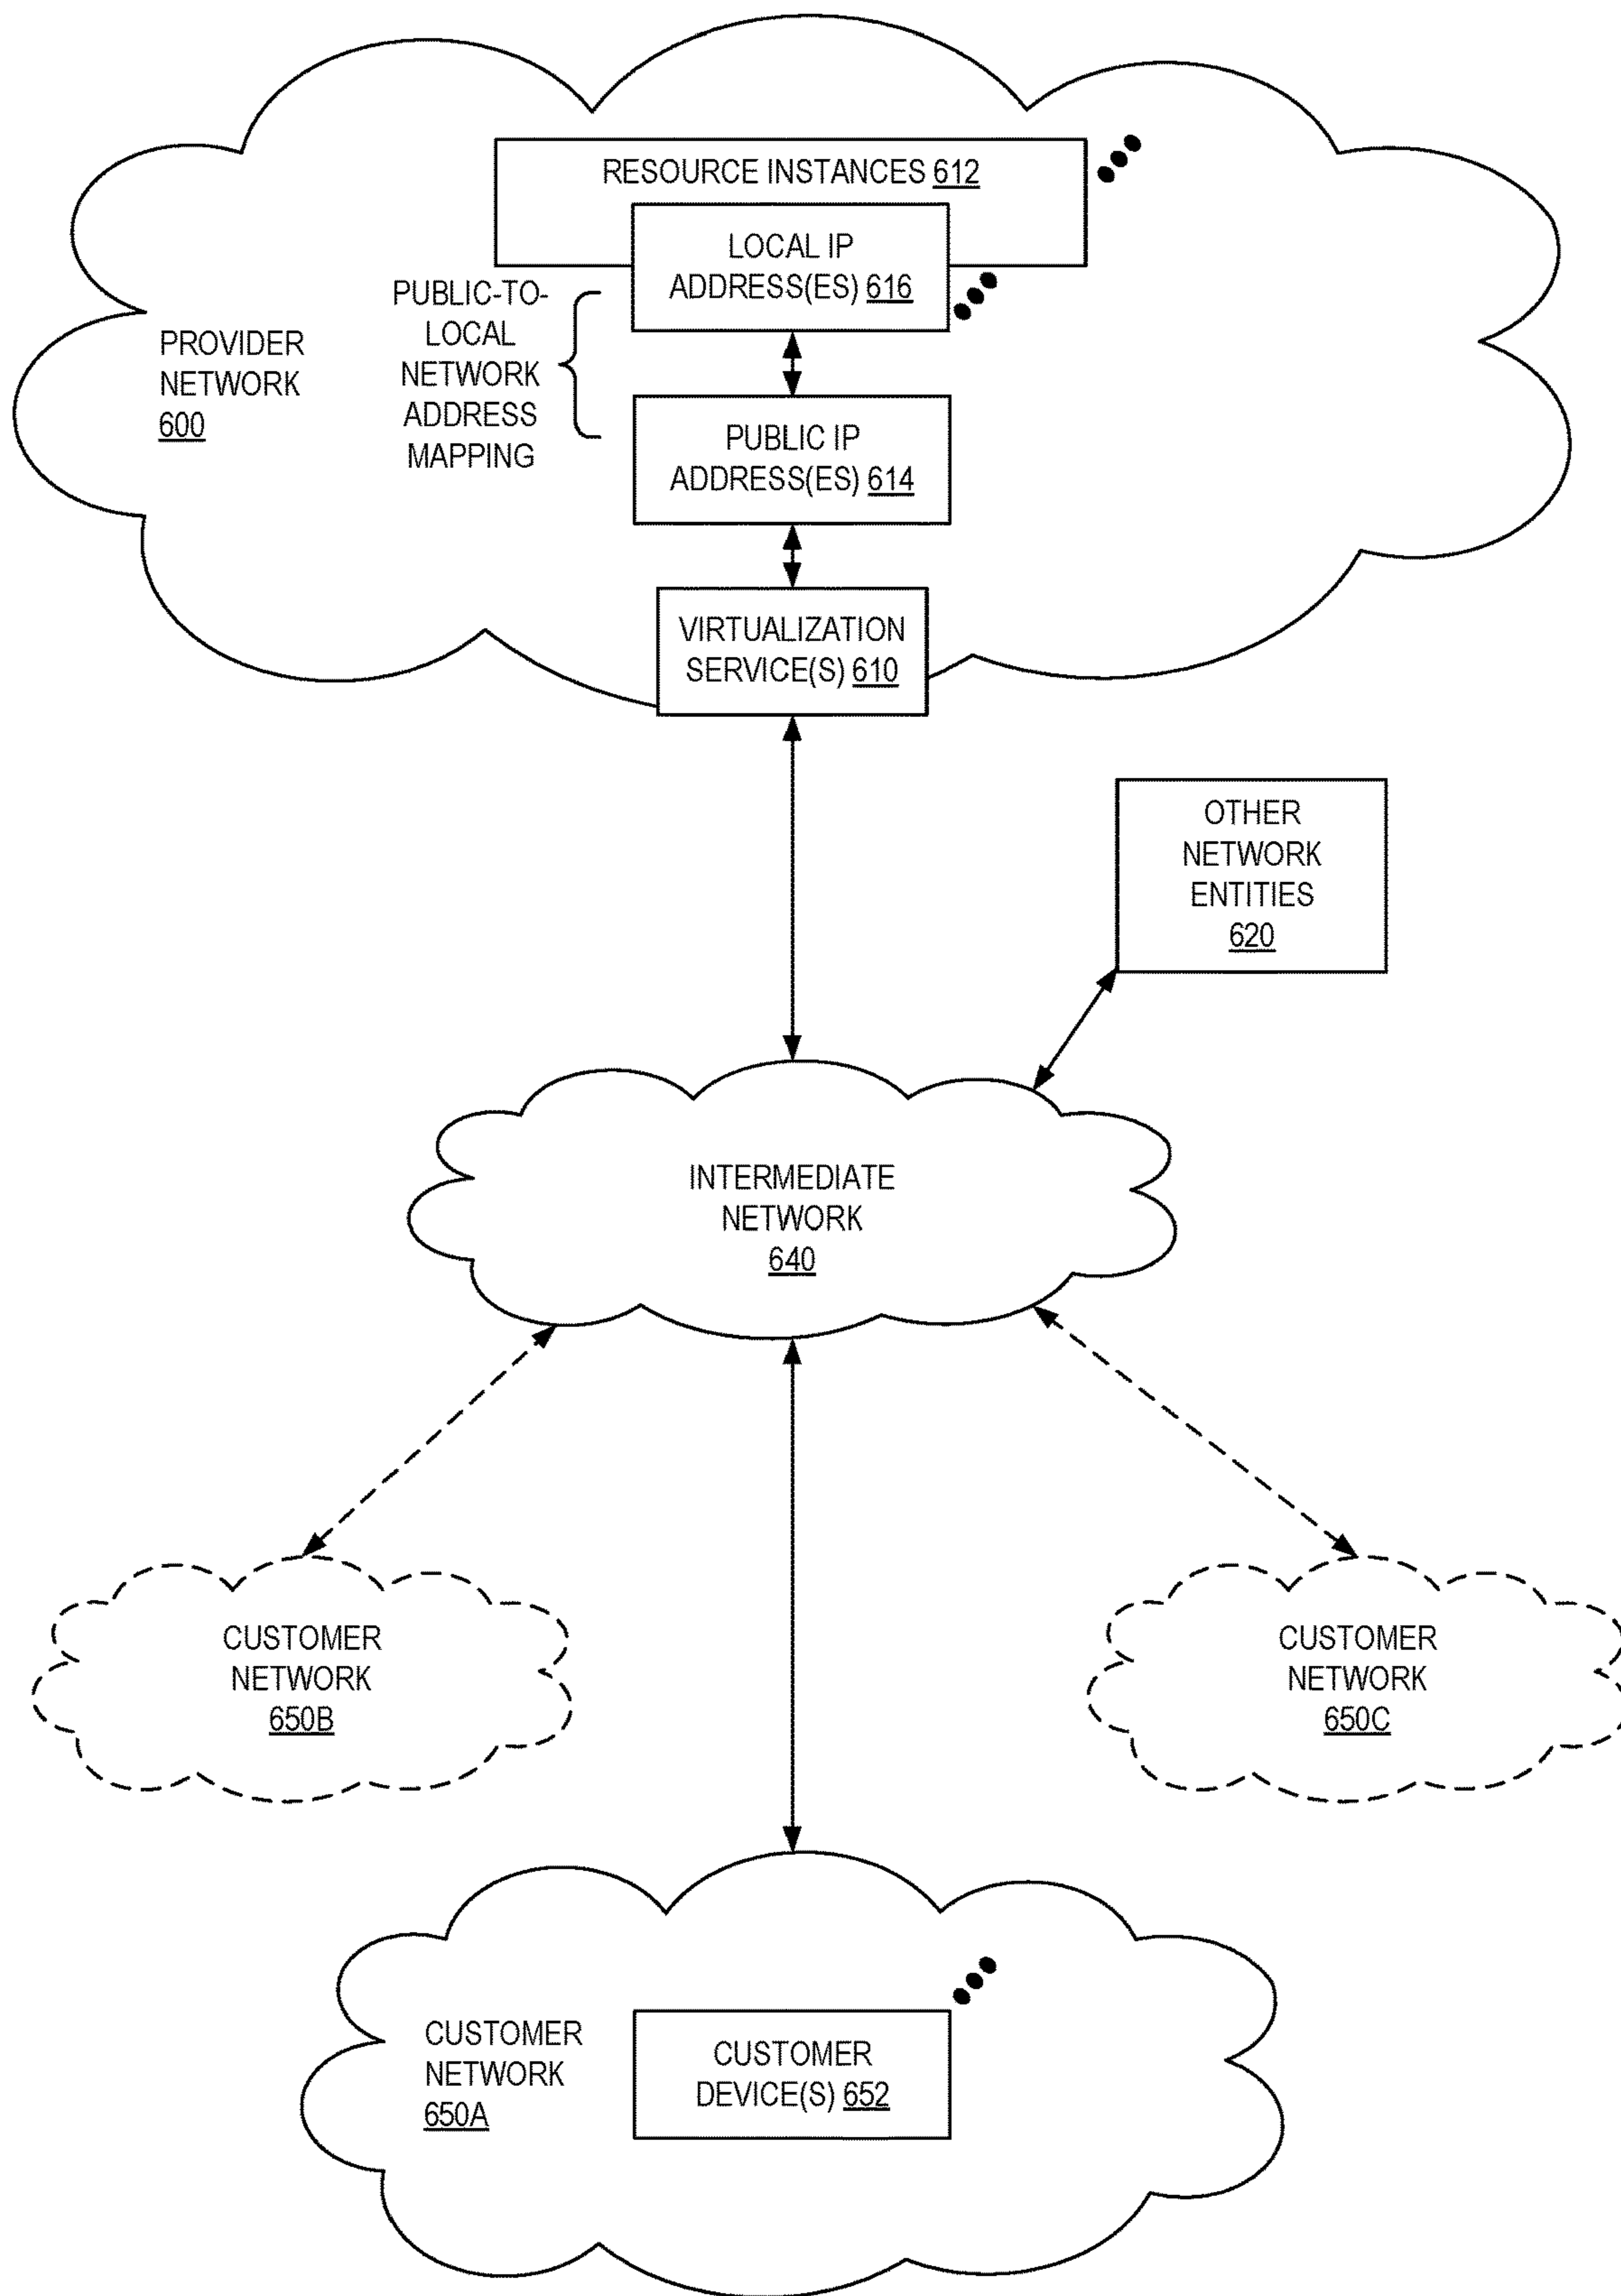 RESOURCE INSTANCES 612
LOCAL IP
ADDRESS(ES) 616
PUBLIC-TO-
LOCAL
NETWORK
ADDRESS
MAPPING
PROVIDER
NETWORK
600
PUBLIC IP
ADDRESS(ES) 614
VIRTUALIZATION
SERVICE(S) 610
OTHER
NETWORK
ENTITIES
620
INTERMEDIATE
NETWORK
640
CUSTOMER
NETWORK
650B
CUSTOMER
NETWORK
650C
CUSTOMER
NETWORK
650A
CUSTOMER
DEVICE(S) 652